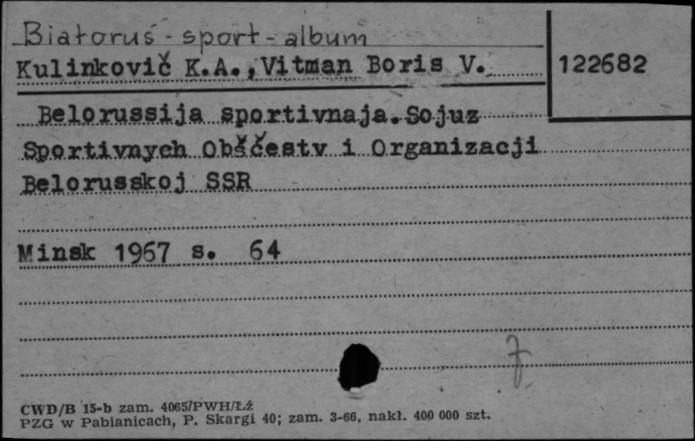 Białoruś - sport - album
Kulinkovič K.A., Vitman Boris V.
122682
Belorussija sportivnaja. Sojuz
Sportivnych Obščestv i Organizacji
Belorusskoj SSR
Minsk 1967 s. 64
CWD/B 15-b zam. 4065/PWH/Łź
PZG w Pabianicach, P. Skargi 40; zam. 3-66, nakł. 400 000 szt.